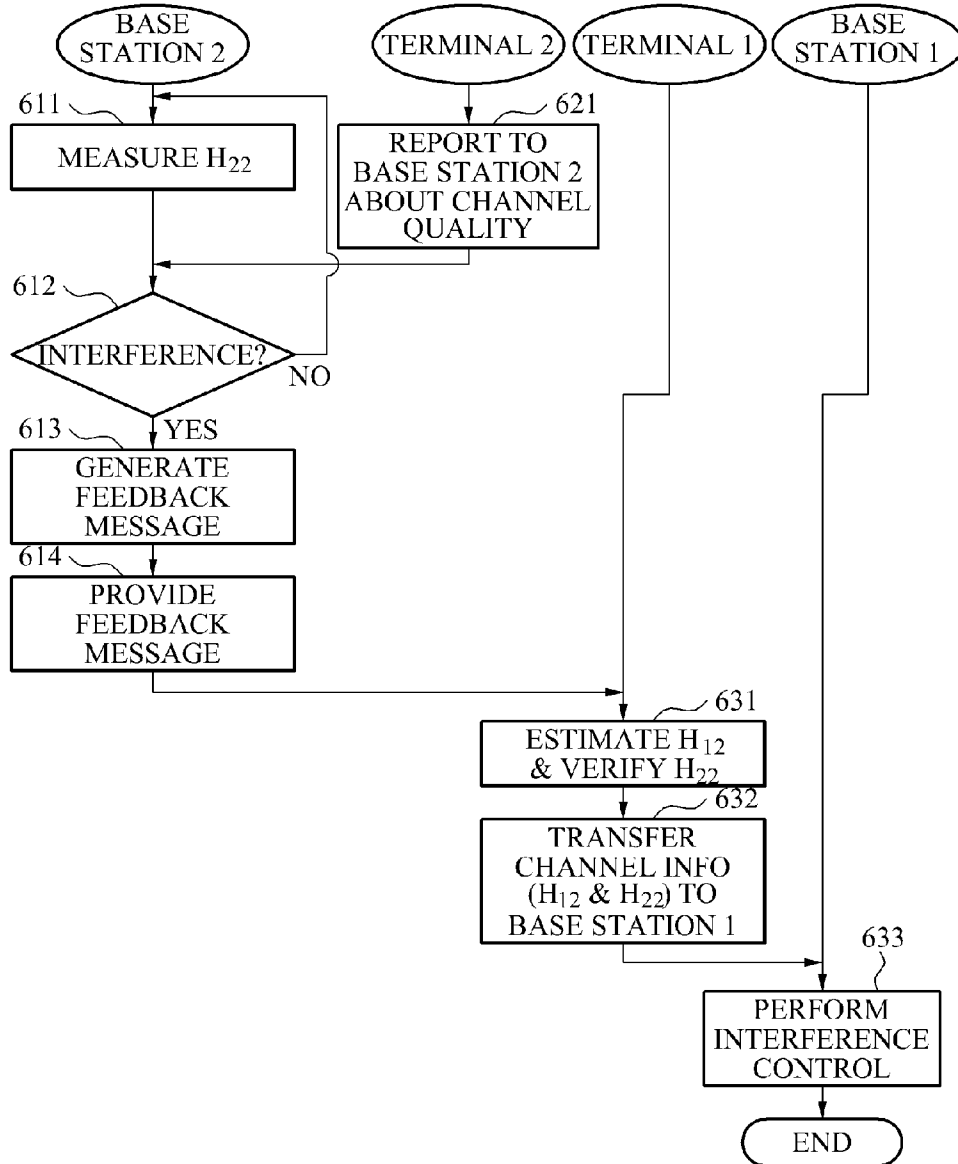 BASE
STATION 2
TERMINAL 2
TERMINAL 1
BASE
STATION 1
611
MEASURE H₂₂
621
REPORT TO
BASE STATION 2
ABOUT CHANNEL
QUALITY
612
INTERFERENCE?
NO
YES
613
GENERATE
FEEDBACK
MESSAGE
614
PROVIDE
FEEDBACK
MESSAGE
631
ESTIMATE H₁₂
& VERIFY H₂₂
632
TRANSFER
CHANNEL INFO
(H₁₂ & H₂₂) TO
BASE STATION 1
633
PERFORM
INTERFERENCE
CONTROL
END